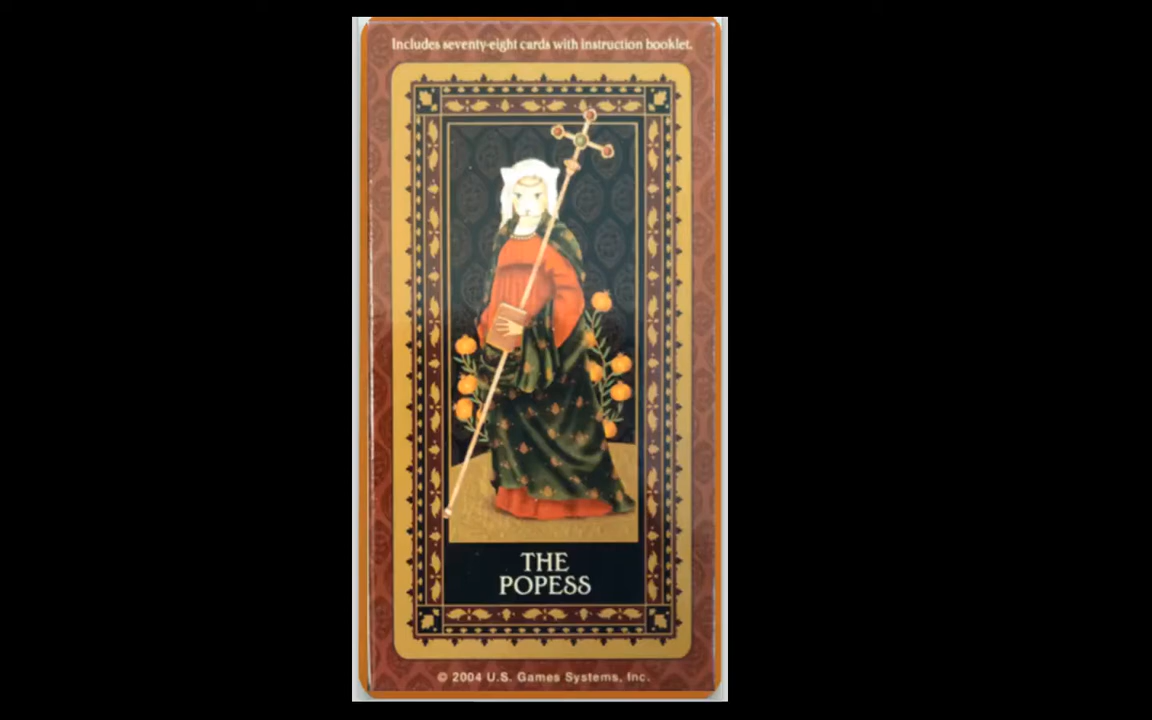 Includes seventy-eight cards with instruction booklet.
THE
POPESS
© 2004 U.S. Games Systems, Inc.